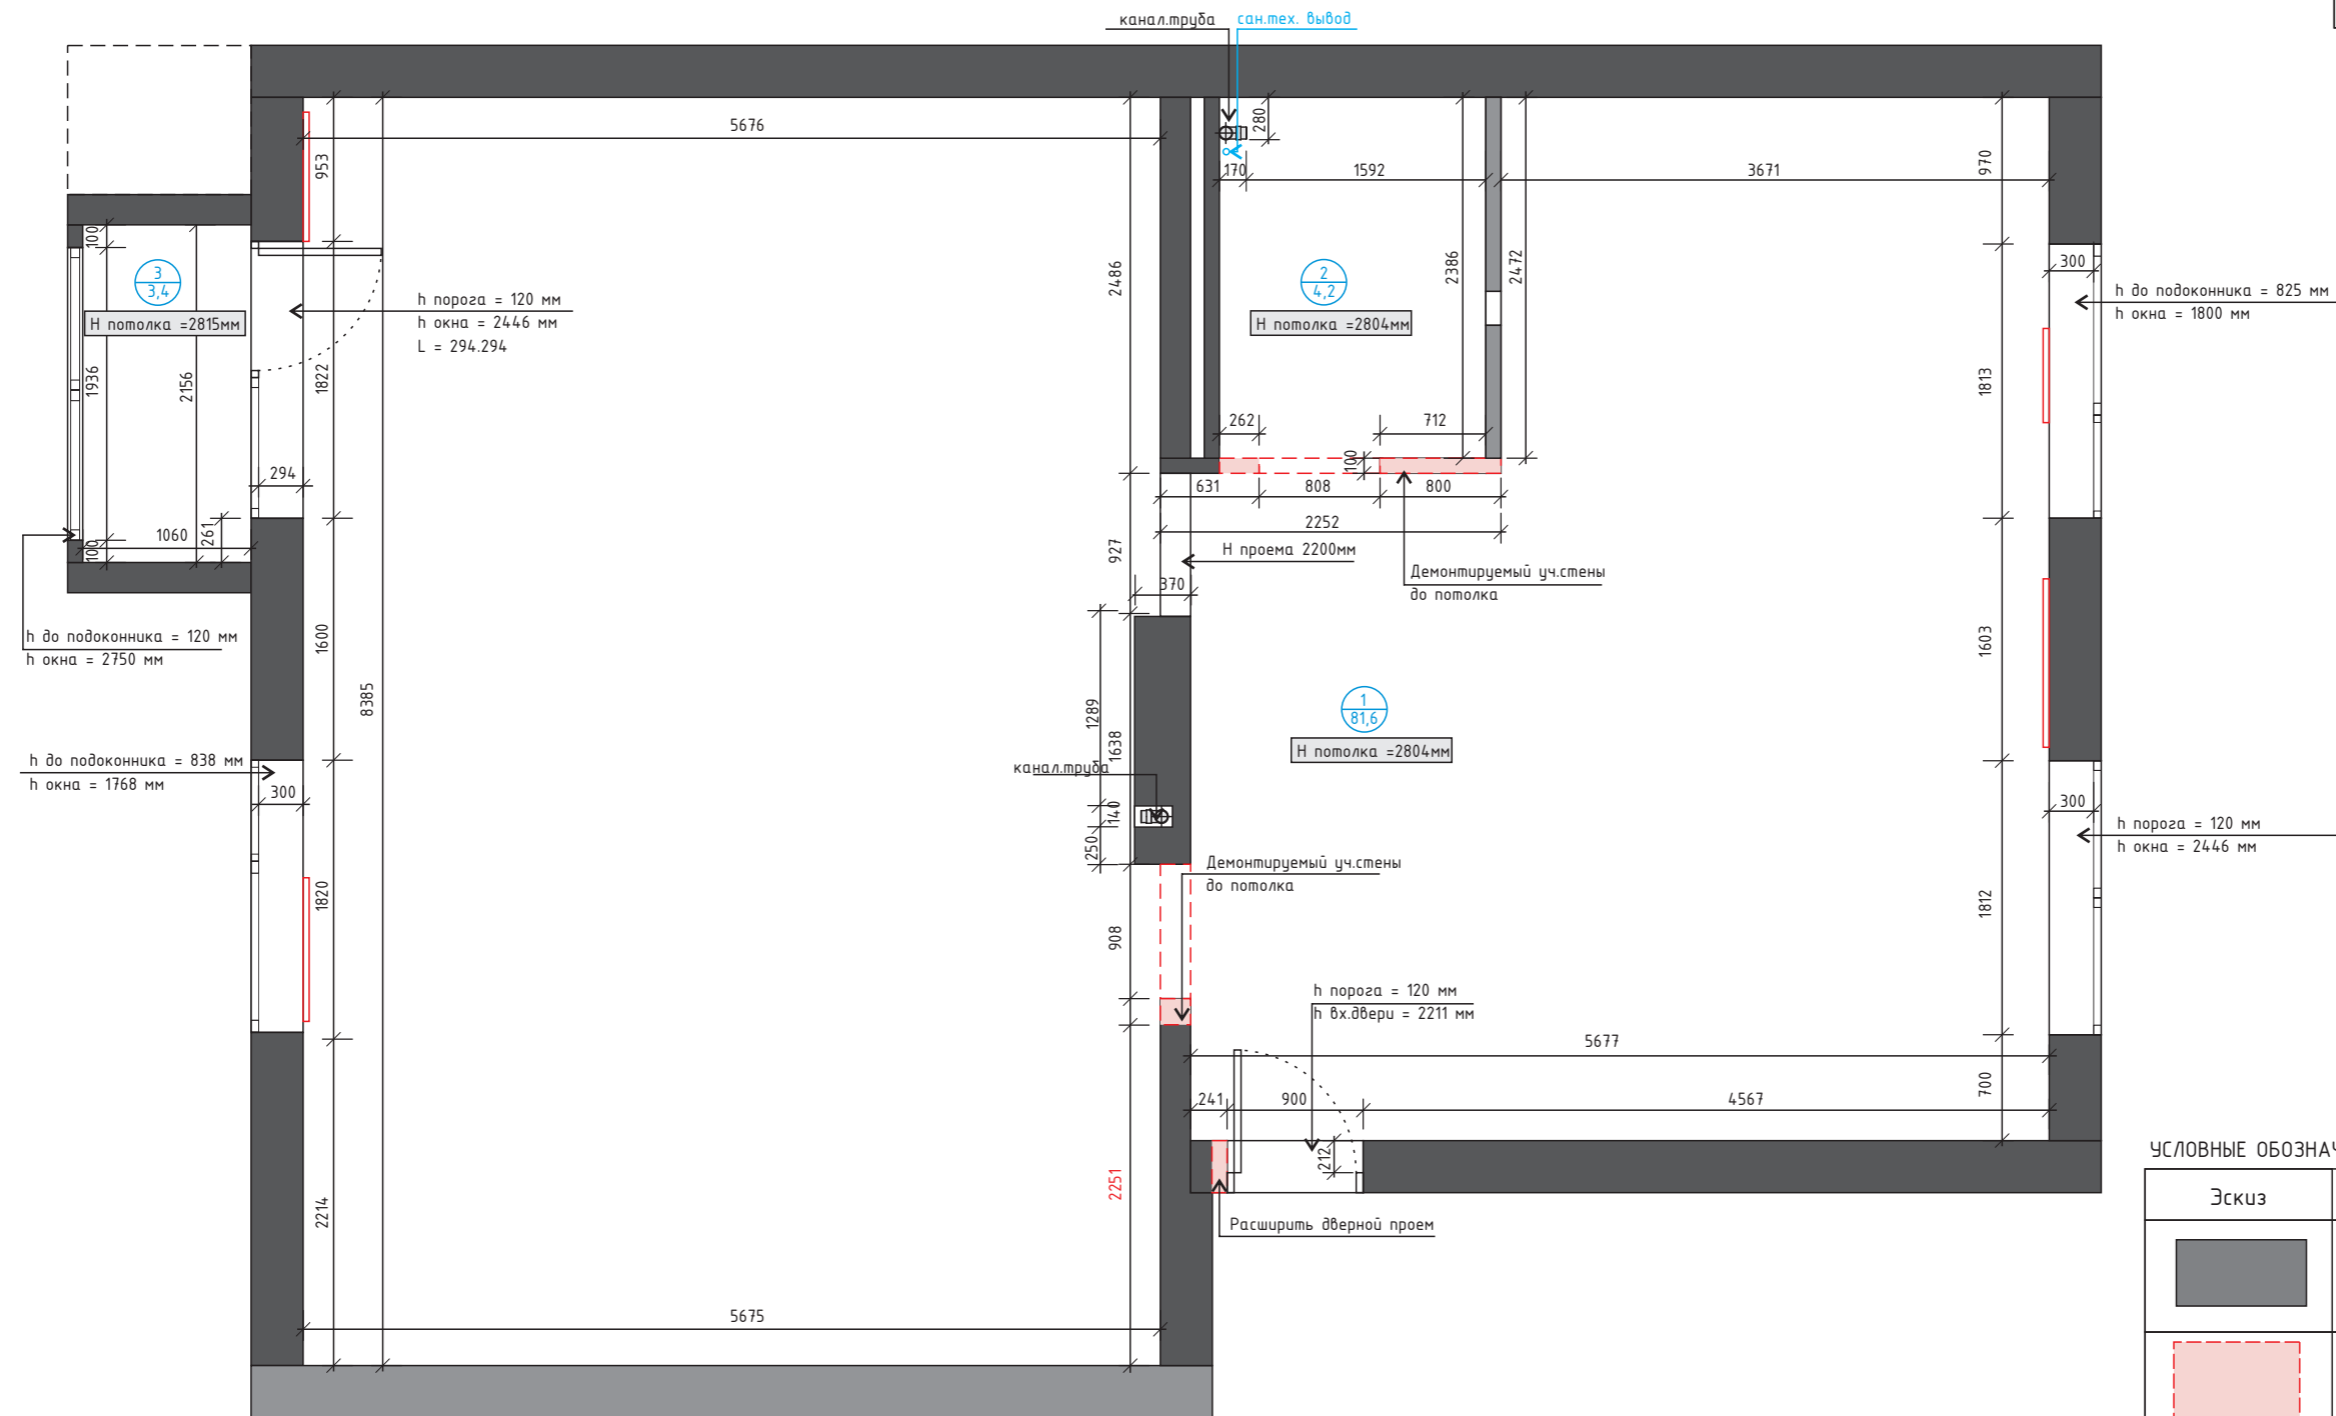 канал.труба
сан.тех. вывод
5676
953
280
170
1592
3671
970
100
3
3,4
Н потолка =2815мм
h порога = 120 мм
h окна = 2446 мм
L = 294.294
2486
2
4,2
Н потолка =2804мм
2386
2472
300
h до подоконника = 825 мм
h окна = 1800 мм
1936
2156
1822
1813
262
712
100
294
631
808
800
2252
1060
261
100
927
Н проема 2200мм
370
Демонтируемый уч.стены
до потолка
h до подоконника = 120 мм
h окна = 2750 мм
1600
8385
1289
1638
1603
1
81,6
Н потолка =2804мм
h до подоконника = 838 мм
h окна = 1768 мм
300
канал.труба
140
250
300
h порога = 120 мм
h окна = 2446 мм
Демонтируемый уч.стены
до потолка
1820
908
1812
h порога = 120 мм
h вх.двери = 2211 мм
5677
241
900
4567
700
212
2251
2214
Расширить дверной проем
УСЛОВНЫЕ ОБОЗНАЧ
Эскиз
5675